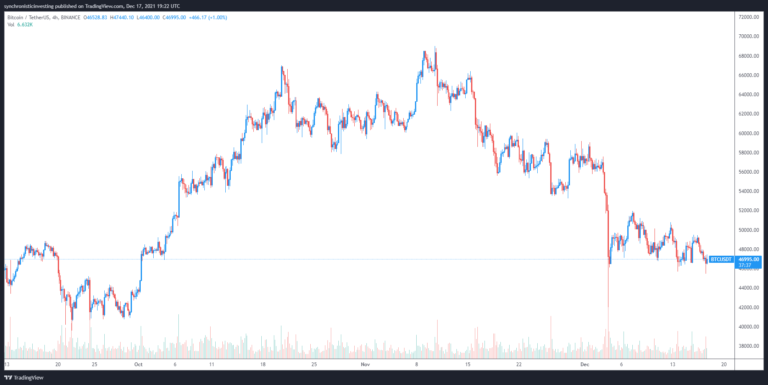 synchronisticinvesting published on TradingView.com, Dec 17, 2021 19:22 UTC
Bitcoin / TetherUS, 4h, BINANCE O46528.83 H47440.10 L46400.00 C46995.00 +466.17 (+1.00%)
Vol 6.632K
72000.00
70000.00
68000.00
66000.00
64000.00
62000.00
60000.00
58000.00
56000.00
54000.00
52000.00
50000.00
48000.00
BTCUSDT 46995.00
44000.00
42000.00
40000.00
38000.00
13 20 Oct 6 11 18 25 Nov 8 15 22 Dec 6 13 20
TradingView